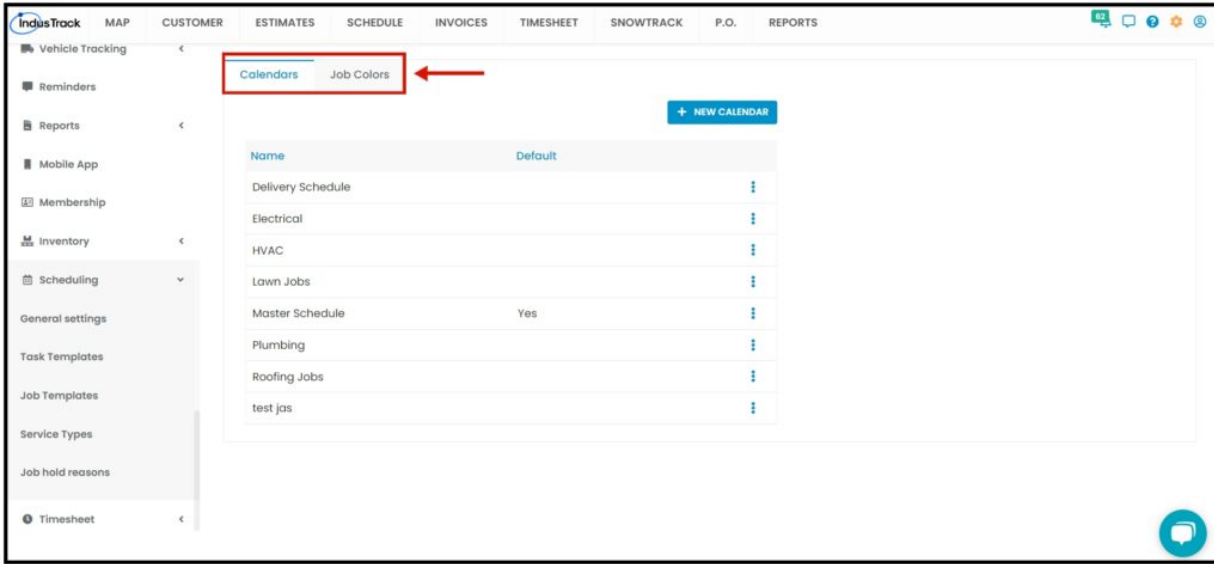 IndusTrack MAP CUSTOMER ESTIMATES SCHEDULE INVOICES TIMESHEET SNOWTRACK P.O. REPORTS 62
Vehicle Tracking
Reminders
Reports
Mobile App
Membership
Inventory
Scheduling
General settings
Task Templates
Job Templates
Service Types
Job hold reasons
Timesheet
Calendars Job Colors
+ NEW CALENDAR
Name Default
Delivery Schedule
Electrical
HVAC
Lawn Jobs
Master Schedule Yes
Plumbing
Roofing Jobs
test jas